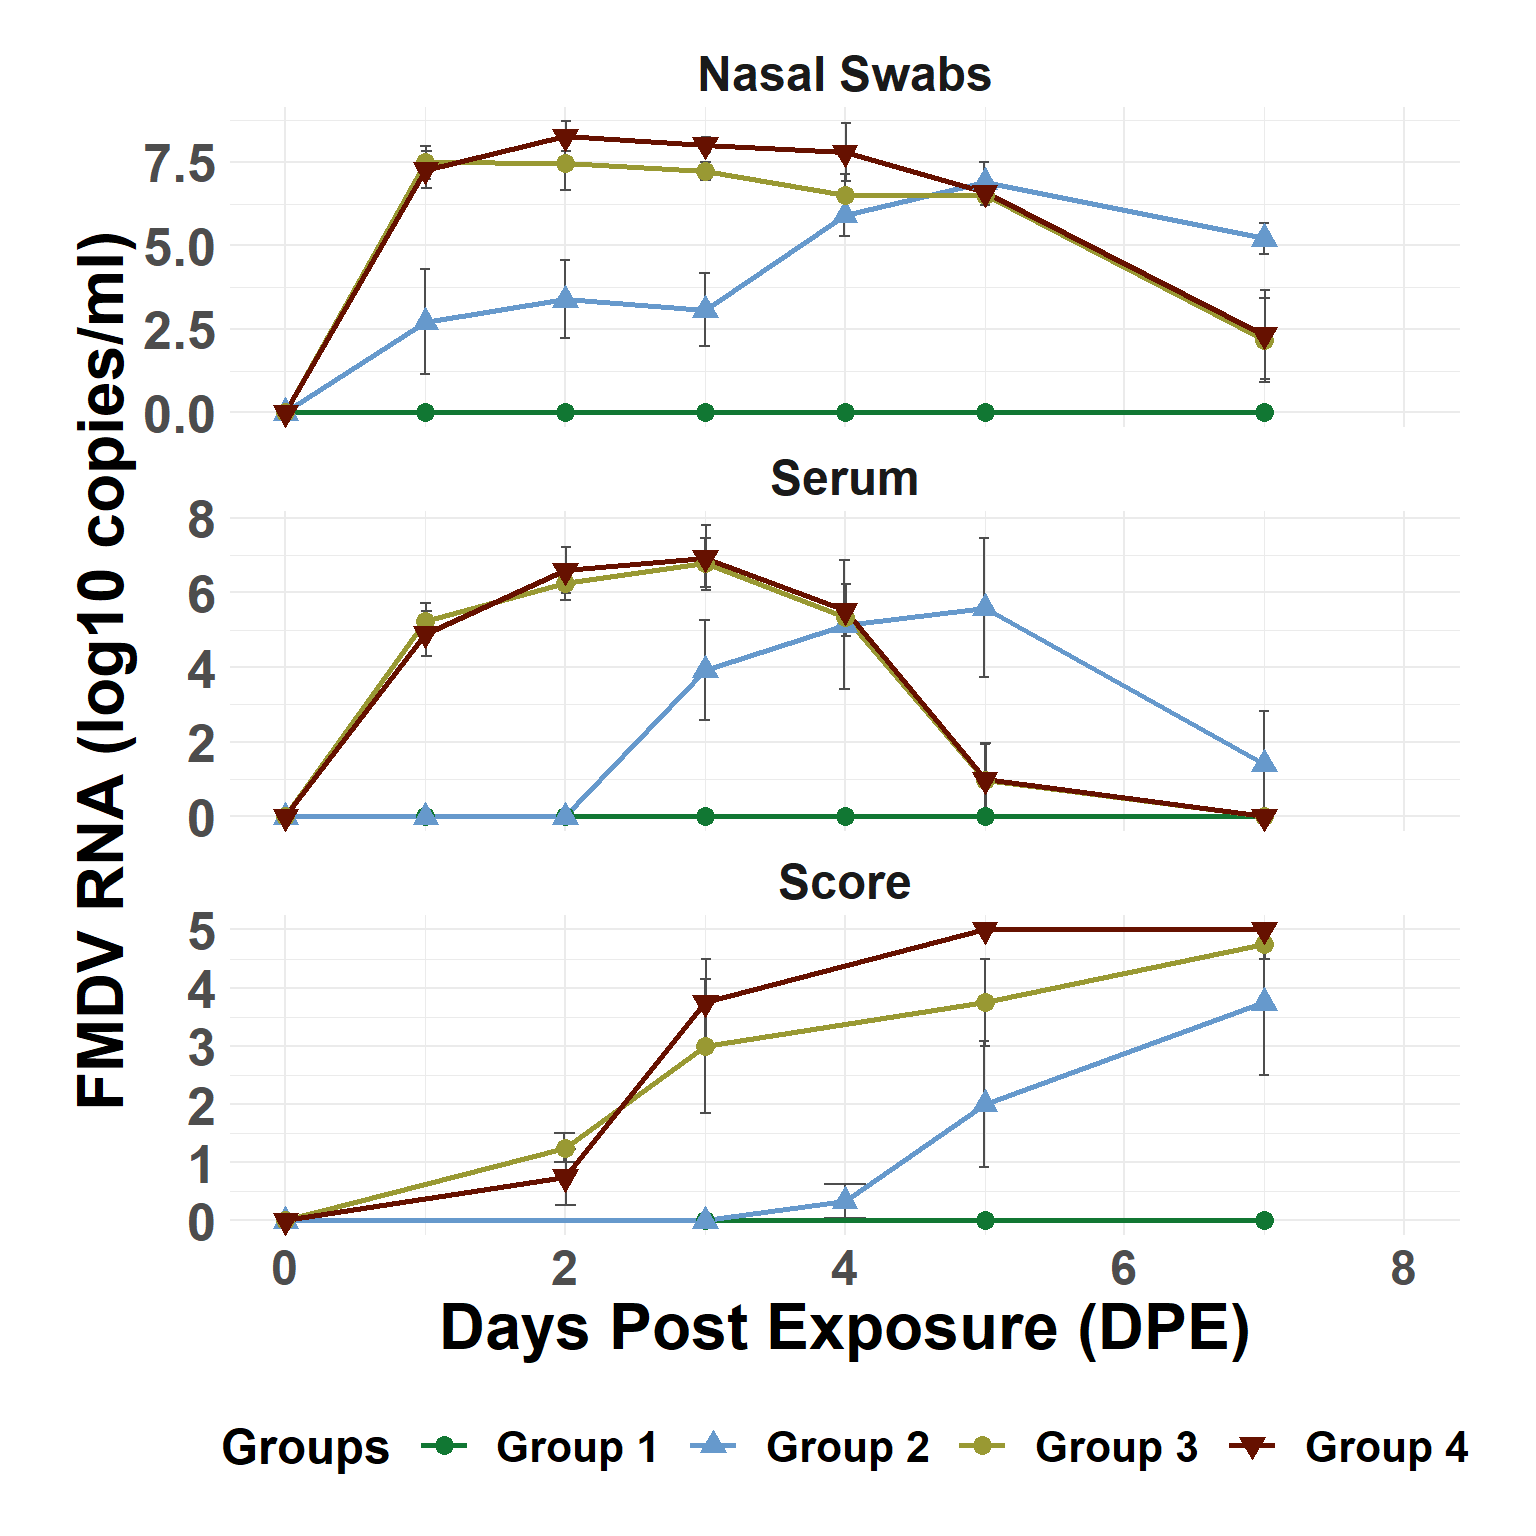 Nasal Swabs
7.5
5.0
2.5
0.0
Serum
8
6
4
2
0
Score
5
4
3
2
1
0
0 2 4 6 8
FMDV RNA (log10 copies/ml)
Days Post Exposure (DPE)
Groups Group 1 Group 2 Group 3 Group 4